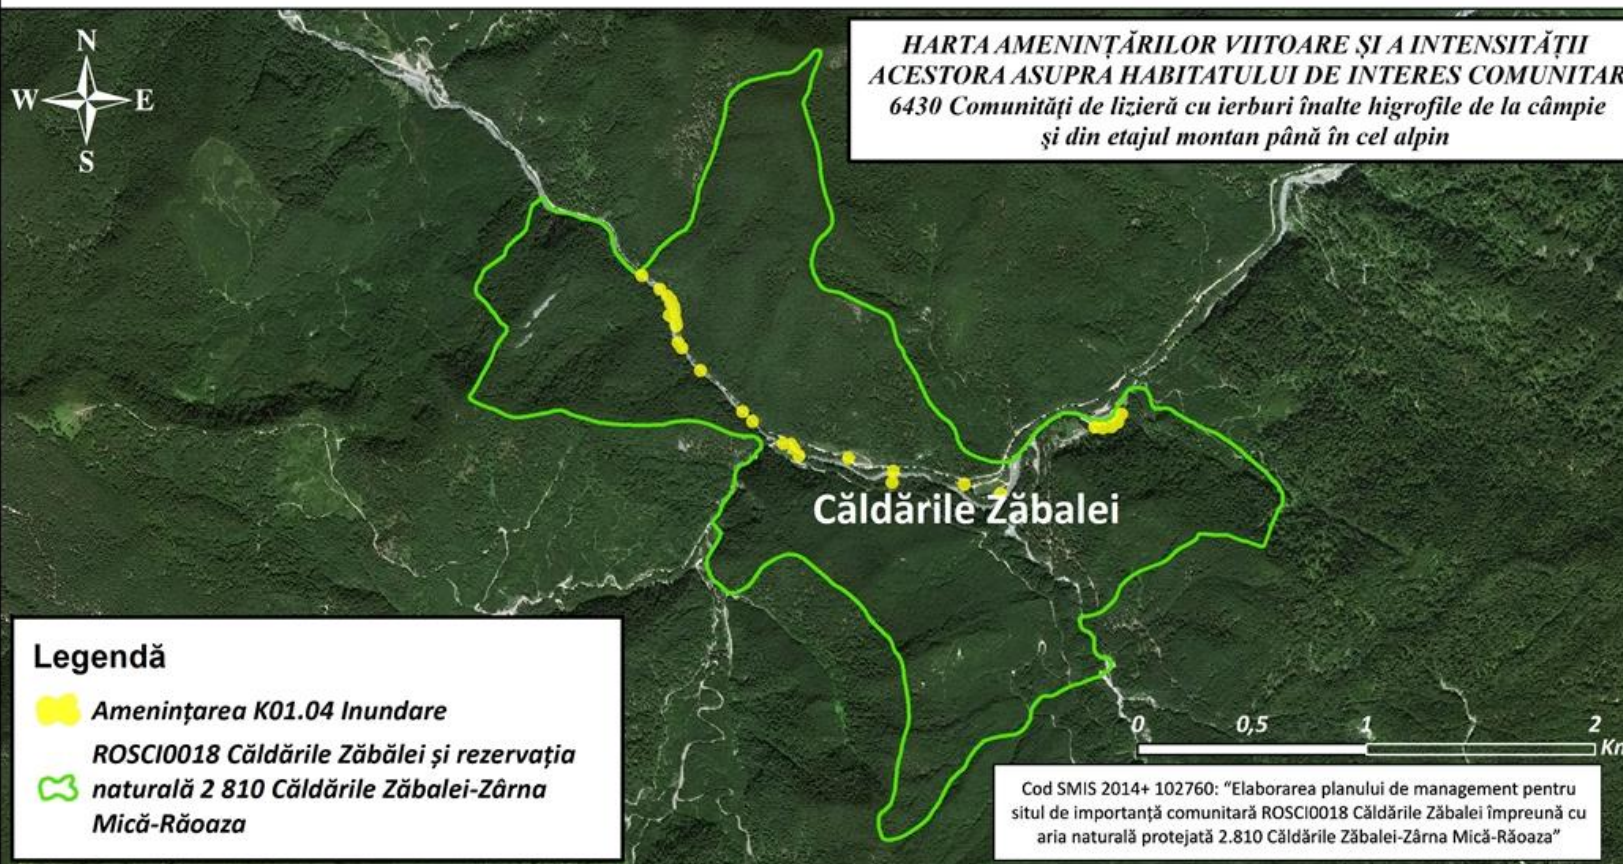 N
W E
S
HARTA AMENINȚĂRILOR VIITOARE ȘI A INTENSITĂȚII
ACESTORA ASUPRA HABITATULUI DE INTERES COMUNITAR
6430 Comunități de lizieră cu ierburi înalte higrofile de la câmpie
și din etajul montan până în cel alpin
Căldările Zăbalei
Legendă
Amenințarea K01.04 Inundare
ROSCI0018 Căldările Zăbălei și rezervația
naturală 2 810 Căldările Zăbalei-Zârna
Mică-Răoaza
0 0,5 1 2
Km
Cod SMIS 2014+ 102760: “Elaborarea planului de management pentru
situl de importanță comunitară ROSCI0018 Căldările Zăbalei împreună cu
aria naturală protejată 2.810 Căldările Zăbalei-Zârna Mică-Răoaza”